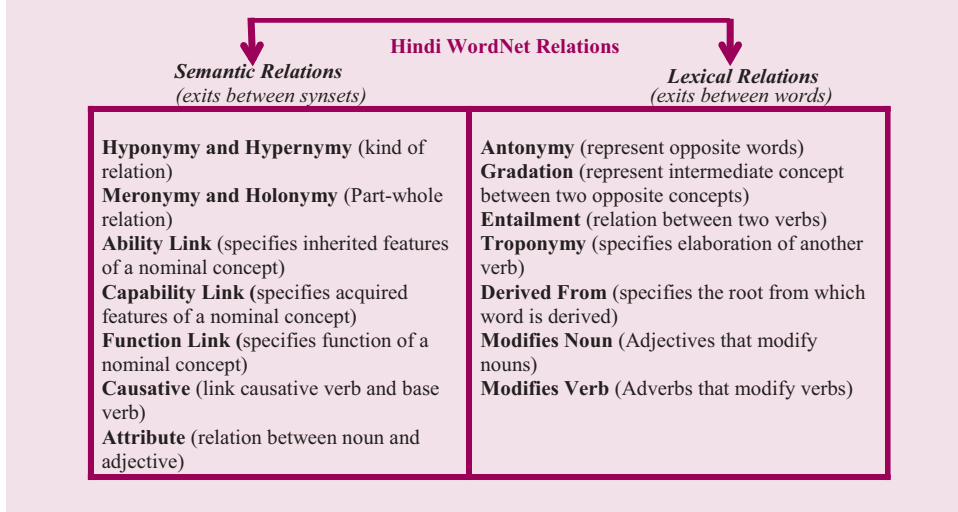 Hindi WordNet Relations
Semantic Relations
(exits between synsets)
Lexical Relations
(exits between words)
Hyponymy and Hypernymy (kind of
relation)
Meronymy and Holonymy (Part-whole
relation)
Ability Link (specifies inherited features
of a nominal concept)
Capability Link (specifies acquired
features of a nominal concept)
Function Link (specifies function of a
nominal concept)
Causative (link causative verb and base
verb)
Attribute (relation between noun and
adjective)
Antonymy (represent opposite words)
Gradation (represent intermediate concept
between two opposite concepts)
Entailment (relation between two verbs)
Troponymy (specifies elaboration of another
verb)
Derived From (specifies the root from which
word is derived)
Modifies Noun (Adjectives that modify
nouns)
Modifies Verb (Adverbs that modify verbs)